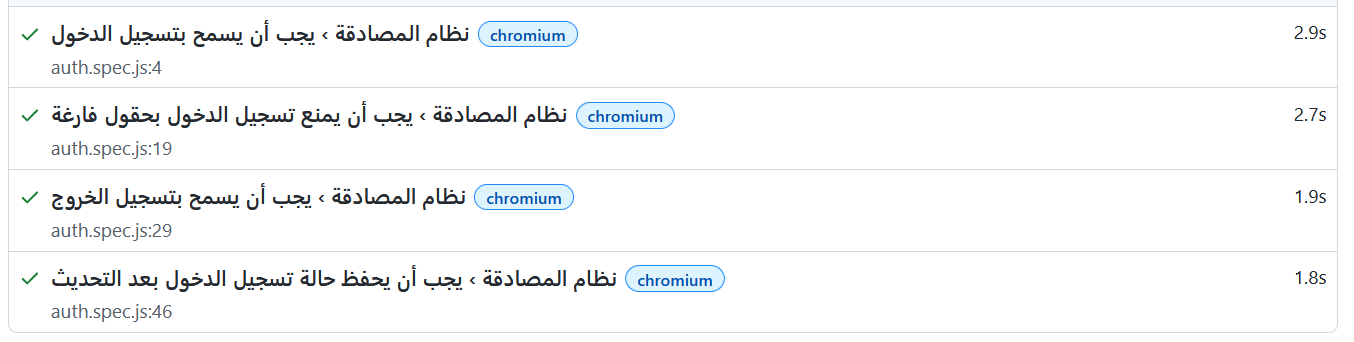 نظام المصادقة › يجب أن يسمح بتسجيل الدخول chromium 2.9s
auth.spec.js:4
نظام المصادقة › يجب أن يمنع تسجيل الدخول بحقول فارغة chromium 2.7s
auth.spec.js:19
نظام المصادقة › يجب أن يسمح بتسجيل الخروج chromium 1.9s
auth.spec.js:29
نظام المصادقة › يجب أن يحفظ حالة تسجيل الدخول بعد التحديث chromium 1.8s
auth.spec.js:46